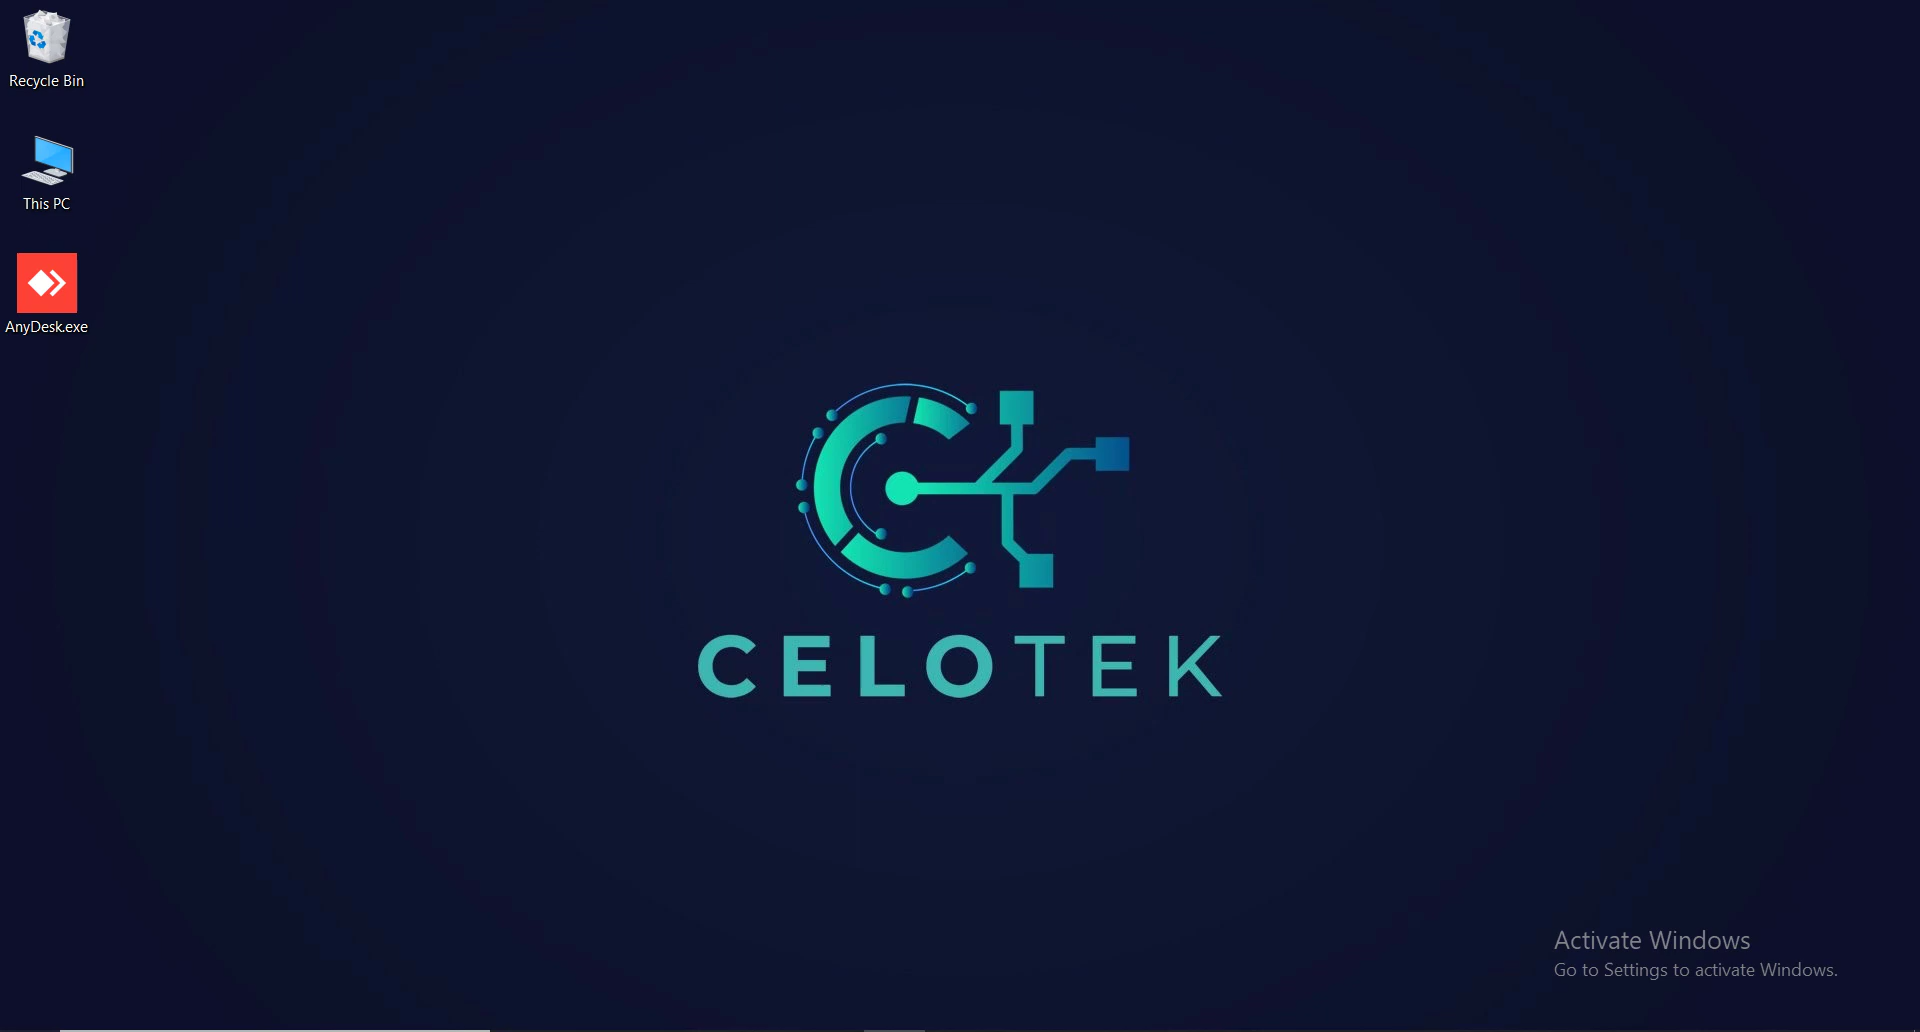 Recycle Bin
This PC
AnyDesk.exe
CELOTEK
Activate Windows
Go to Settings to activate Windows.